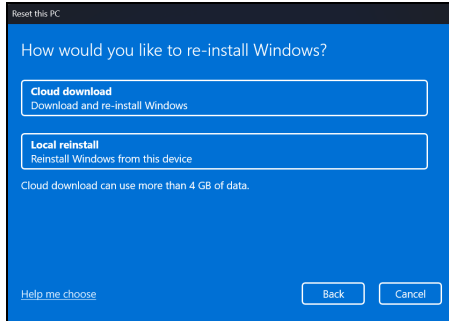 Reset this PC
How would you like to re-install Windows?
Cloud download
Download and re-install Windows
Local reinstall
Reinstall Windows from this device
Cloud download can use more than 4 GB of data.
Help me choose
Back
Cancel